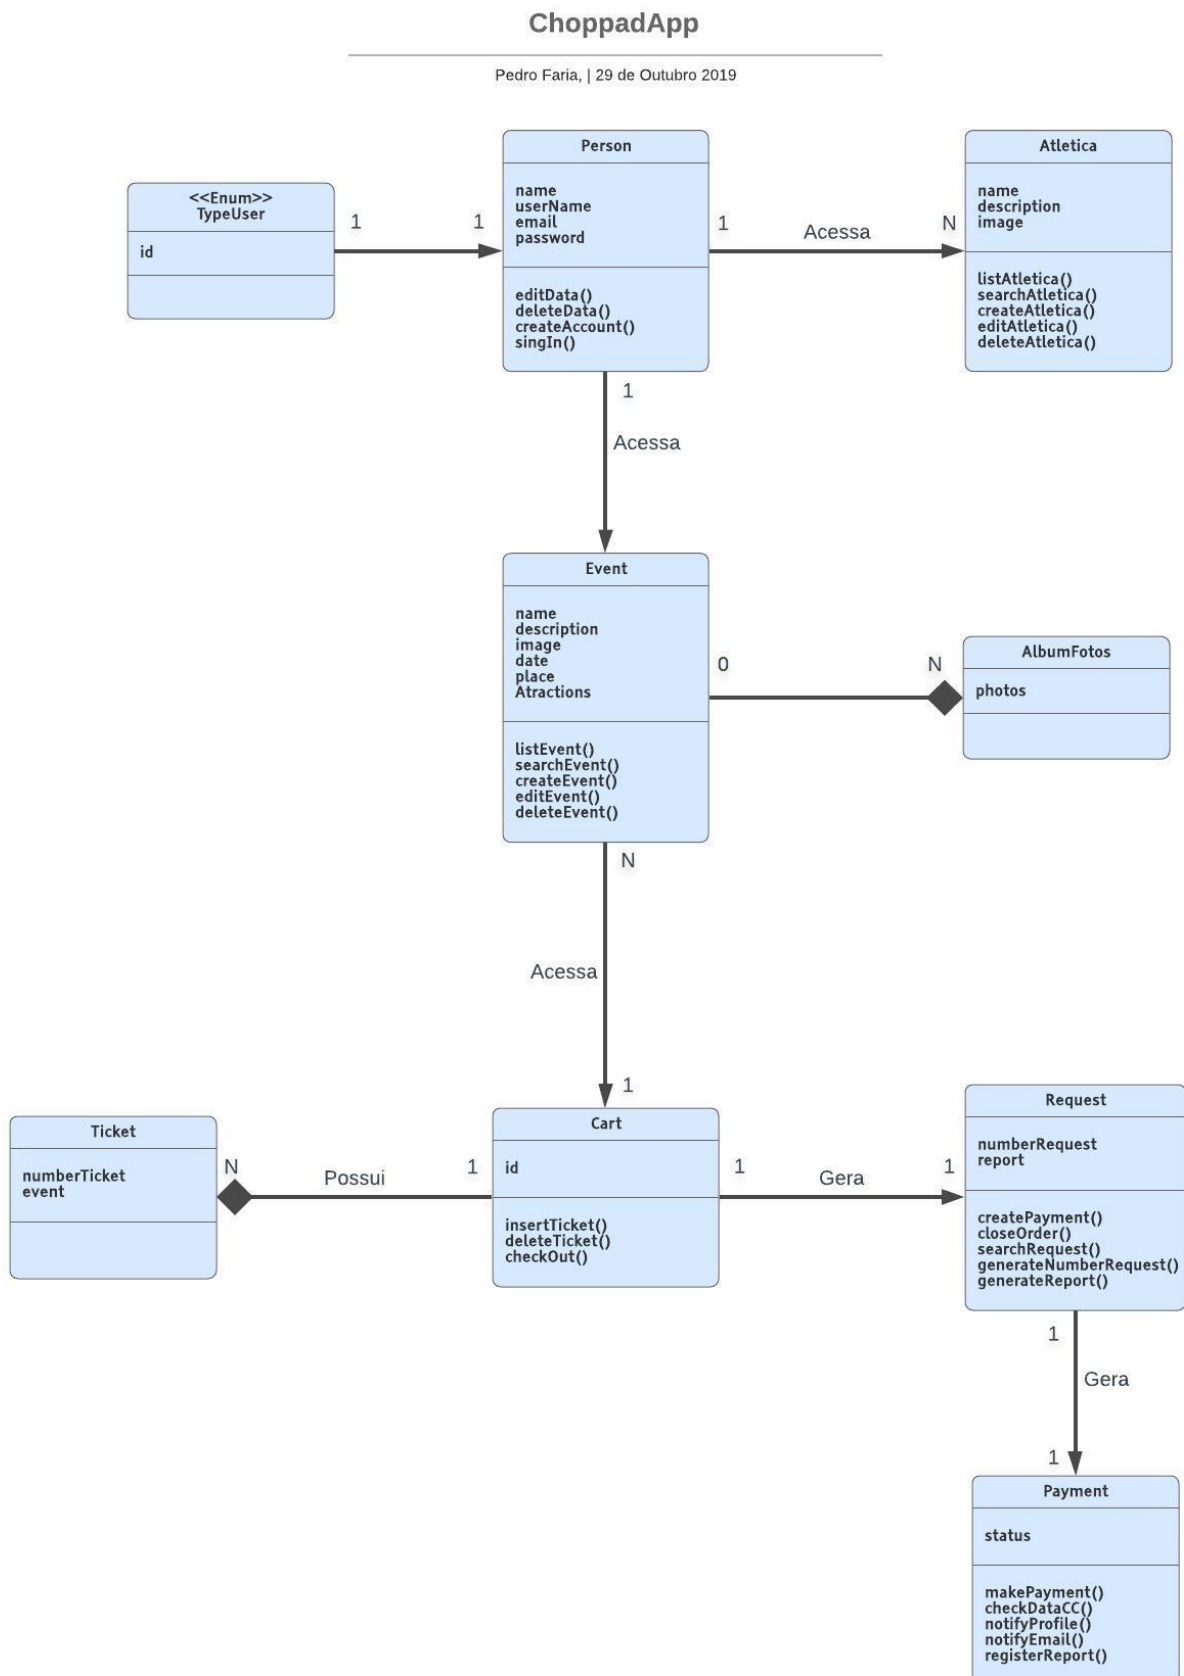 ChoppadApp
Pedro Faria, | 29 de Outubro 2019
<<Enum>>
TypeUser
id
1
1
Person
name
userName
email
password
editData()
deleteData()
createAccount()
singIn()
1
Acessa
N
Atletica
name
description
image
listAtletica()
searchAtletica()
createAtletica()
editAtletica()
deleteAtletica()
1
Acessa
Event
name
description
image
date
place
Atractions
listEvent()
searchEvent()
createEvent()
editEvent()
deleteEvent()
0
N
AlbumFotos
photos
N
Acessa
1
Ticket
numberTicket
event
N
Possui
1
Cart
id
insertTicket()
deleteTicket()
checkOut()
1
Gera
1
Request
numberRequest
report
createPayment()
closeOrder()
searchRequest()
generateNumberRequest()
generateReport()
1
Gera
1
Payment
status
makePayment()
checkDataCC()
notifyProfile()
notifyEmail()
registerReport()